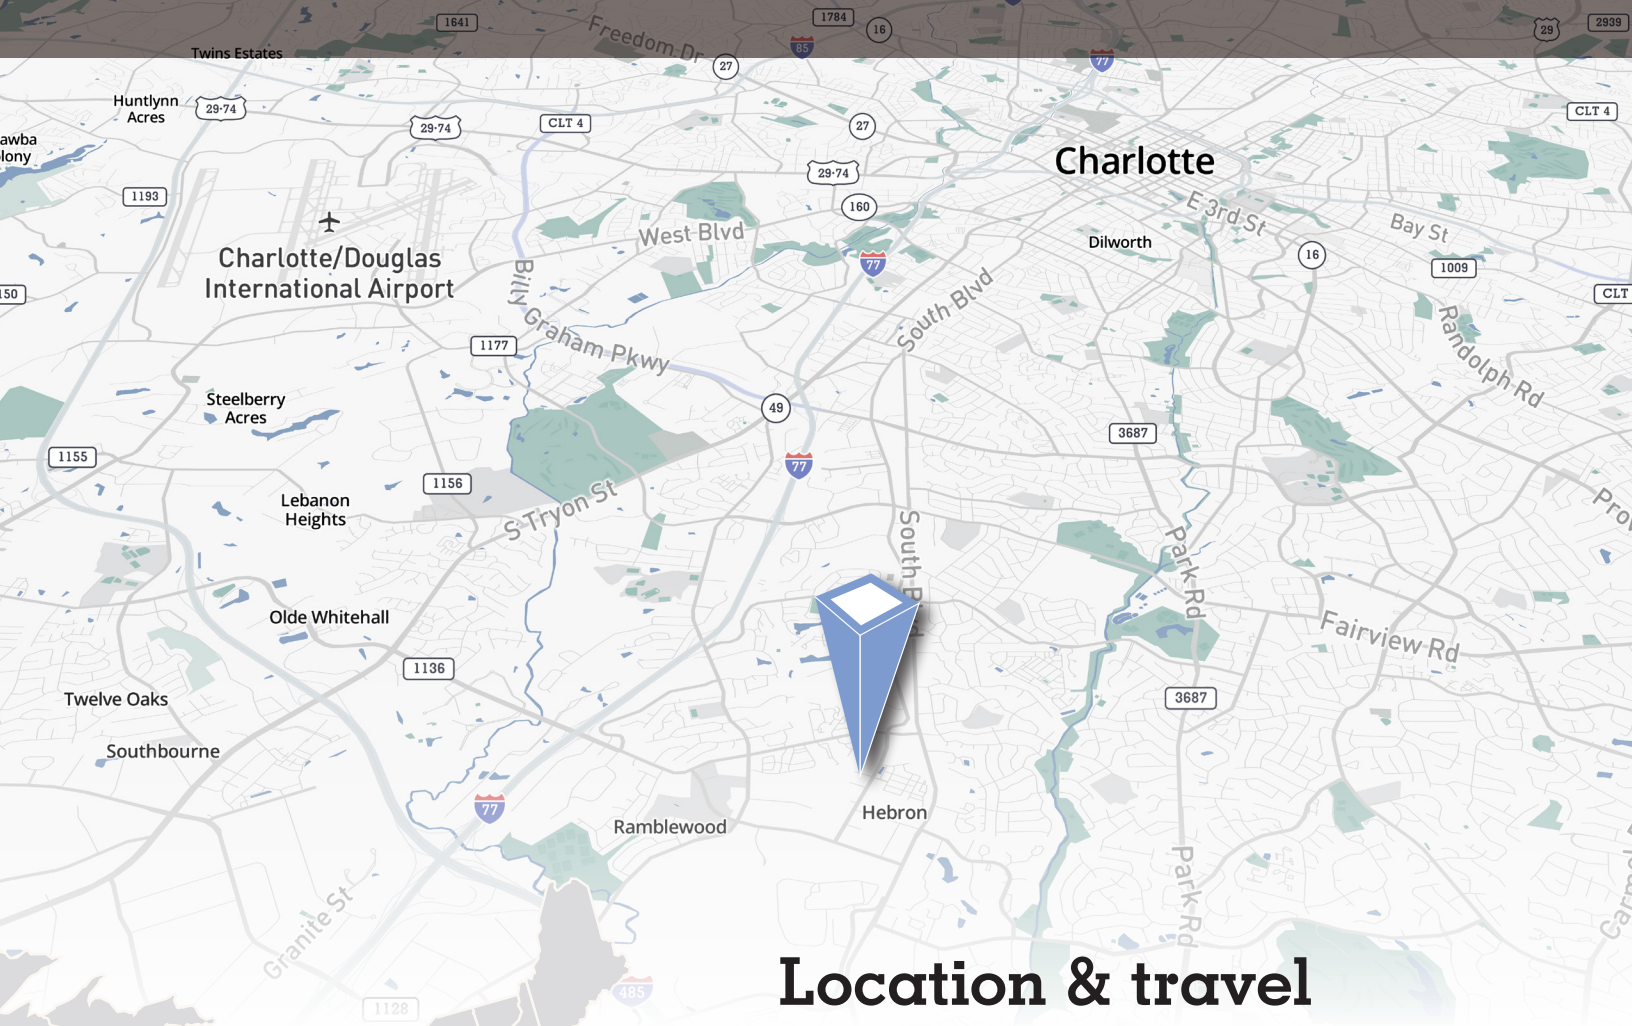 1641
1784
16
29
2939
Freedom Dr
85
Twins Estates
27
77
Huntlynn
Acres
29·74
29·74
CLT 4
27
CLT 4
awba
lony
29·74
Charlotte
1193
160
E 3rd St
West Blvd
Dilworth
Bay St
16
Charlotte/Douglas
International Airport
77
1009
150
CLT
Billy Graham Pkwy
South Blvd
Randolph Rd
1177
Steelberry
Acres
49
3687
1155
77
1156
Lebanon
Heights
S Tryon St
South B
d
Park Rd
Prov
Olde Whitehall
Fairview Rd
1136
Twelve Oaks
3687
Southbourne
77
Hebron
Ramblewood
Park Rd
Granite St
Carm
Location & travel
485
1128